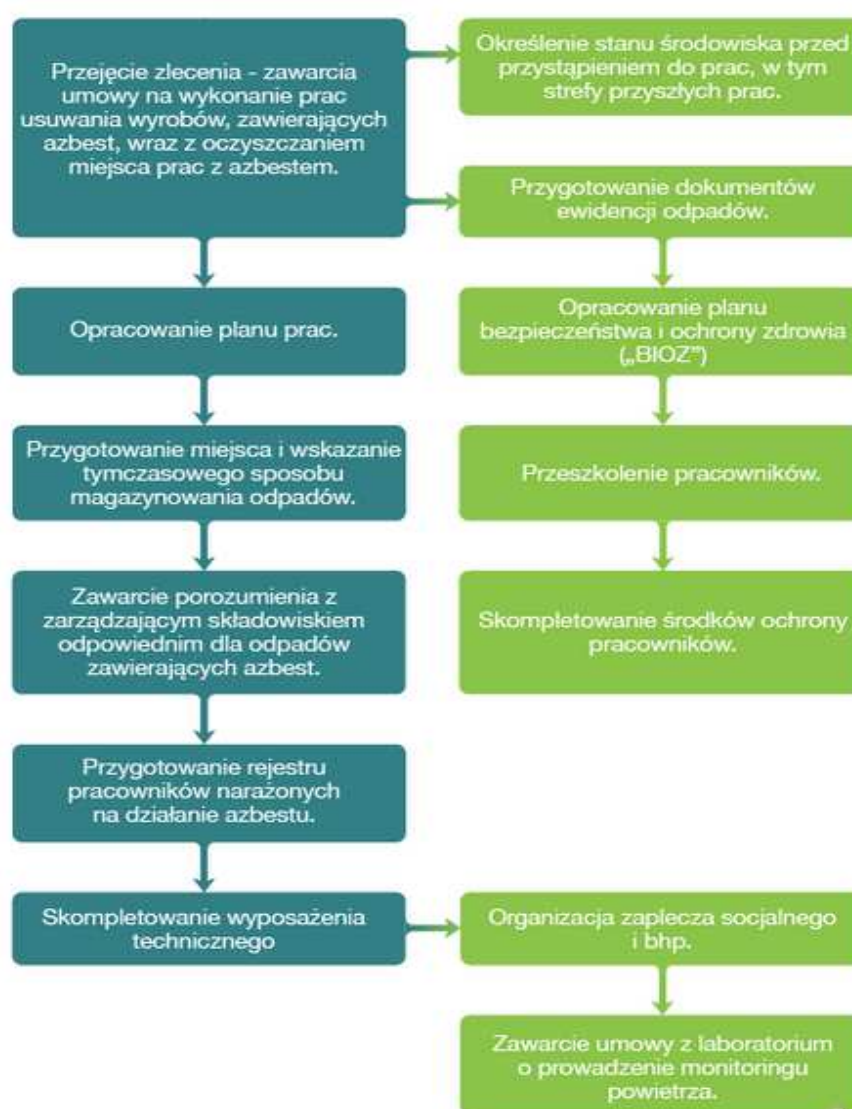 Przejęcie zlecenia - zawarcia
umowy na wykonanie prac
usuwania wyrobów, zawierających
azbest, wraz z oczyszczaniem
miejsca prac z azbestem.
Określenie stanu środowiska przed
przystąpieniem do prac, w tym
strefy przyszłych prac.
Przygotowanie dokumentów
ewidencji odpadów.
Opracowanie planu prac.
Opracowanie planu
bezpieczeństwa i ochrony zdrowia
(„BIOZ”)
Przygotowanie miejsca i wskazanie
tymczasowego sposobu
magazynowania odpadów.
Przeszkolenie pracowników.
Zawarcie porozumienia z
zarządzającym składowiskiem
odpowiednim dla odpadów
zawierających azbest.
Skompletowanie środków ochrony
pracowników.
Przygotowanie rejestru
pracowników narażonych
na działanie azbestu.
Skompletowanie wyposażenia
technicznego
Organizacja zaplecza socjalnego
i bhp.
Zawarcie umowy z laboratorium
o prowadzenie monitoringu
powietrza.